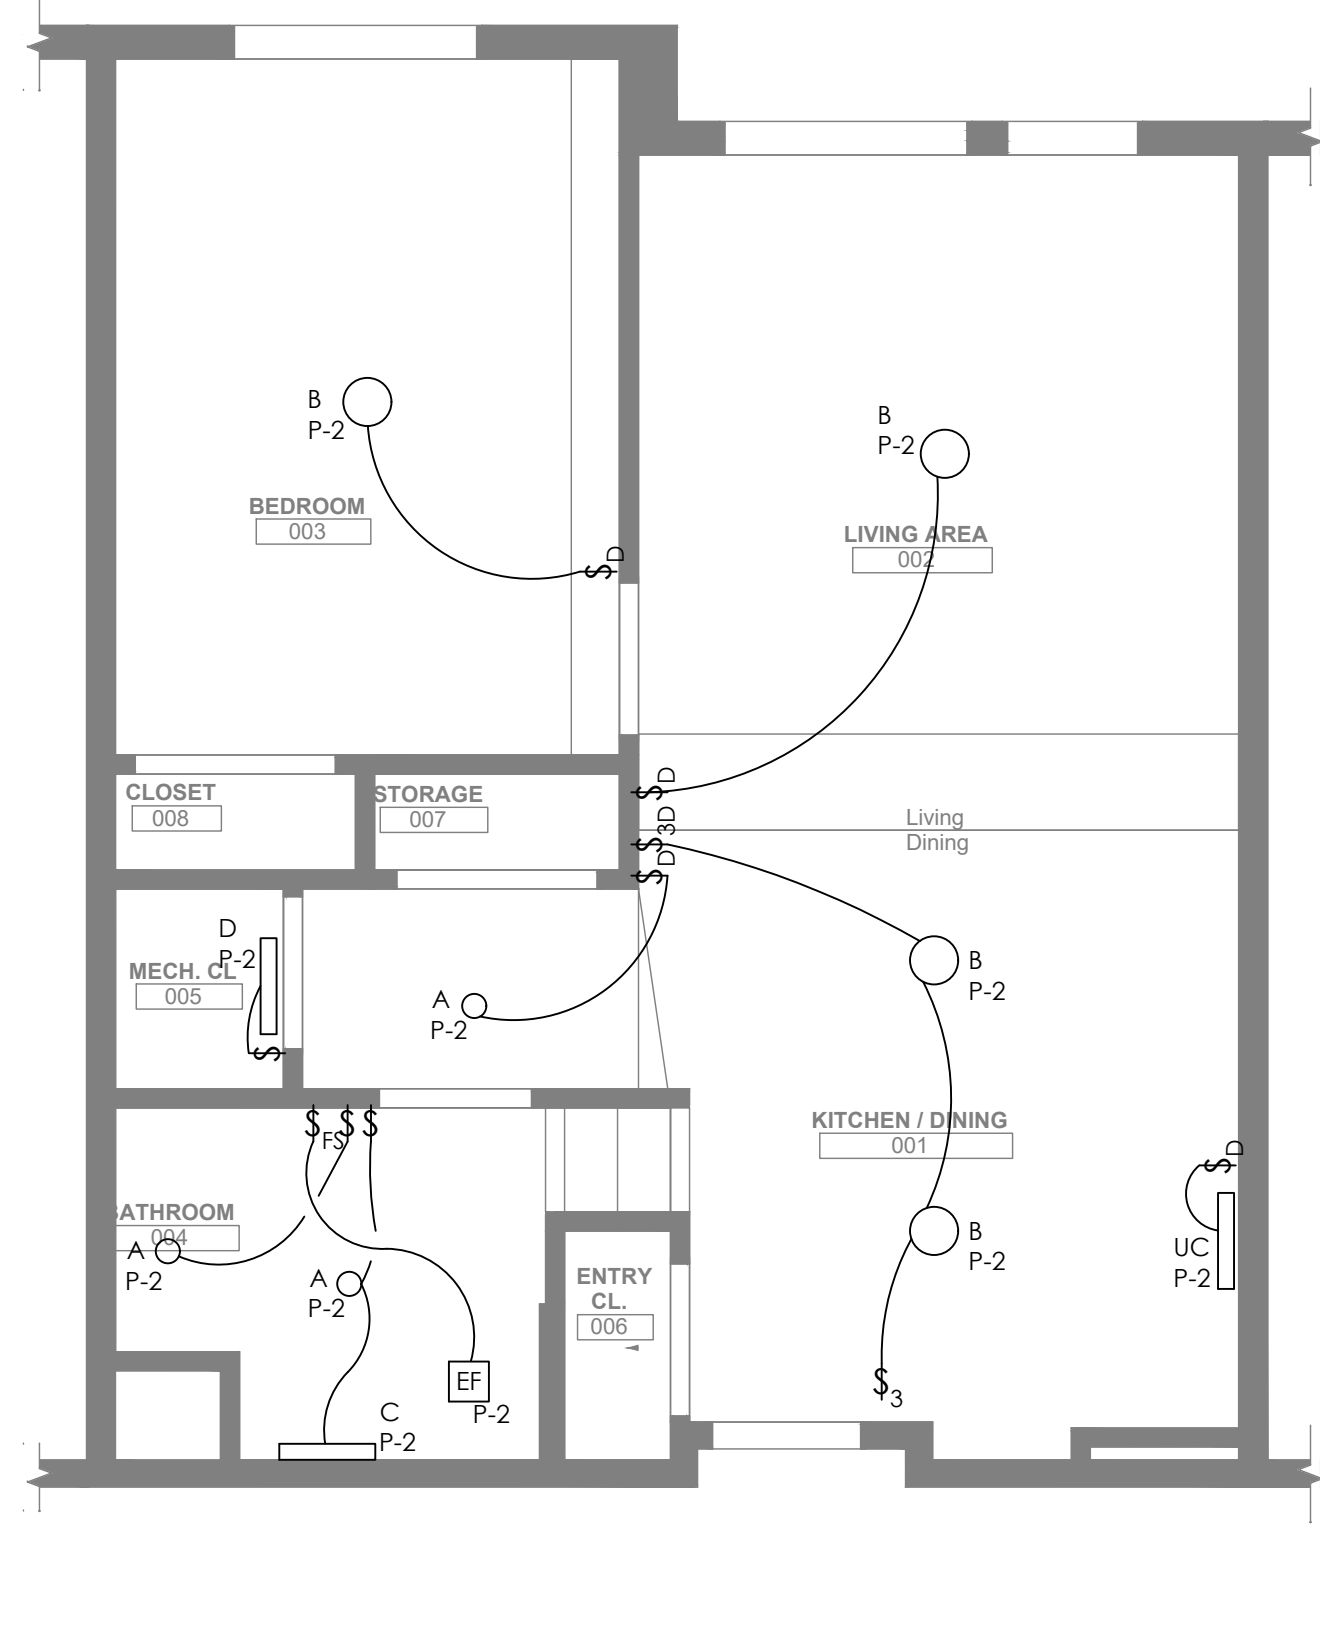 B
P-2
BEDROOM
003
$D
B
P-2
LIVING AREA
002
$D
$3D
$D
Living
Dining
CLOSET
008
STORAGE
007
D
P-2
MECH. CL
005
$
A
P-2
B
P-2
KITCHEN / DINING
001
$D
UC
P-2
B
P-2
$3
$FS
$
$
BATHROOM
004
A
P-2
A
P-2
ENTRY
CL.
006
EF
P-2
C
P-2